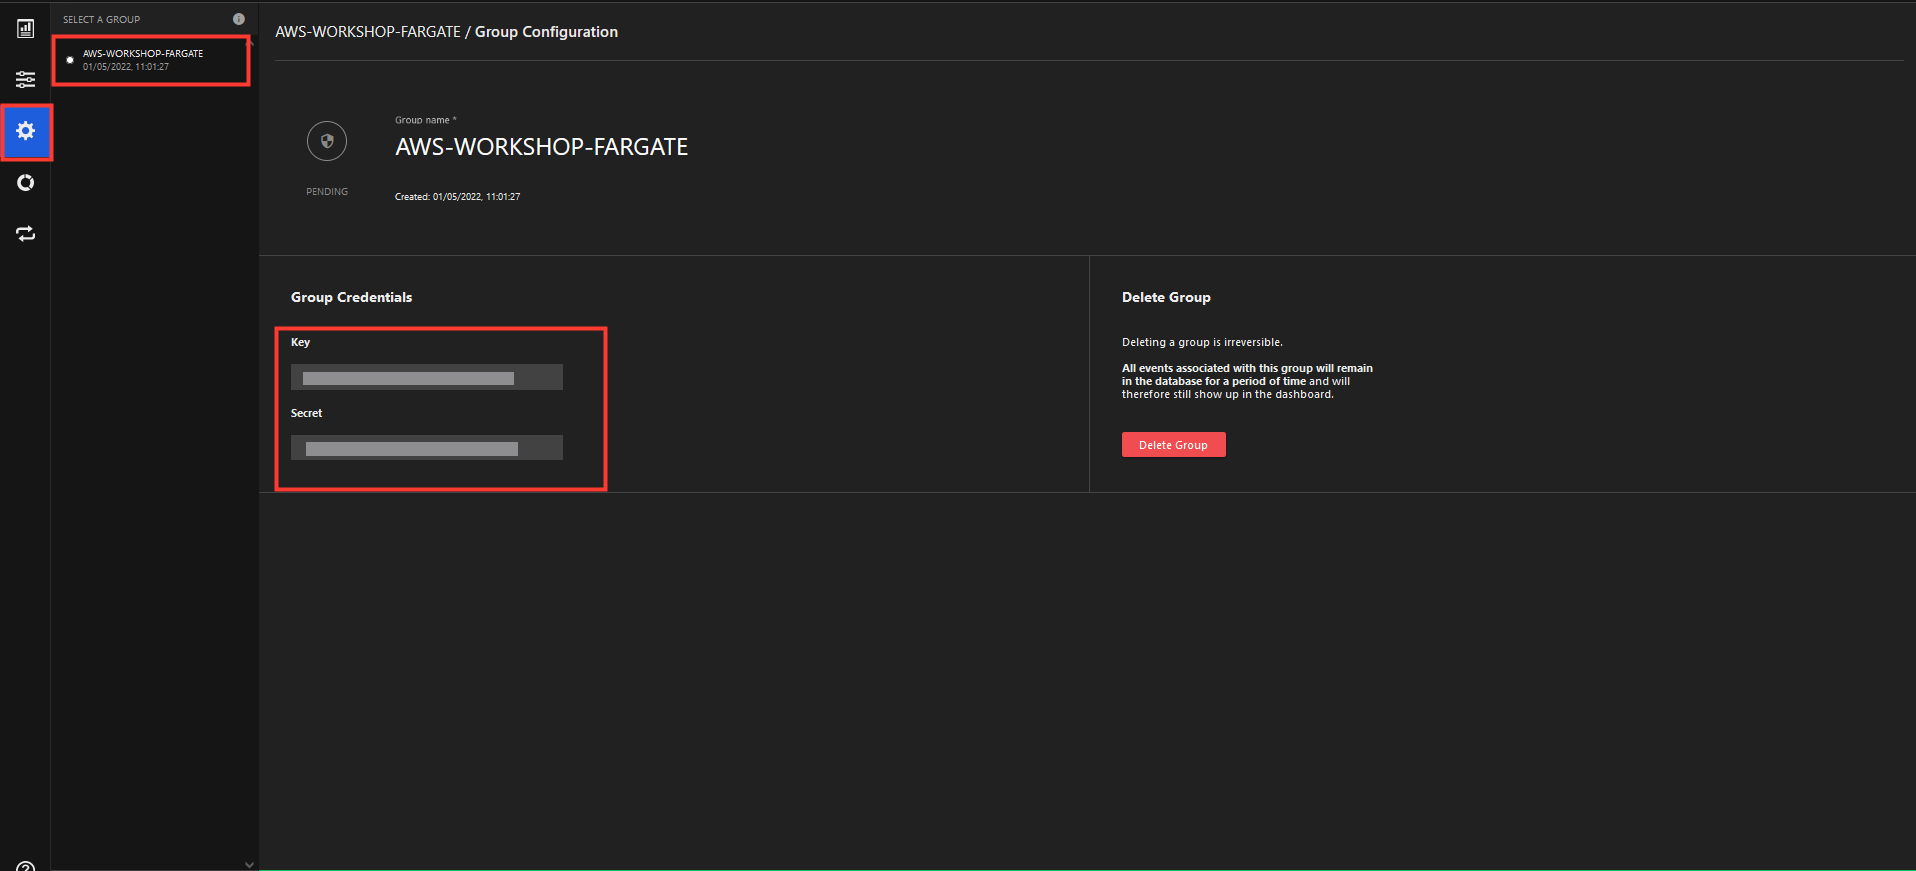 SELECT A GROUP
AWS-WORKSHOP-FARGATE
01/05/2022, 11:01:27
AWS-WORKSHOP-FARGATE / Group Configuration
Group name *
AWS-WORKSHOP-FARGATE
PENDING
Created: 01/05/2022, 11:01:27
Group Credentials
Key
Secret
Delete Group
Deleting a group is irreversible.
All events associated with this group will remain
in the database for a period of time and will
therefore still show up in the dashboard.
Delete Group